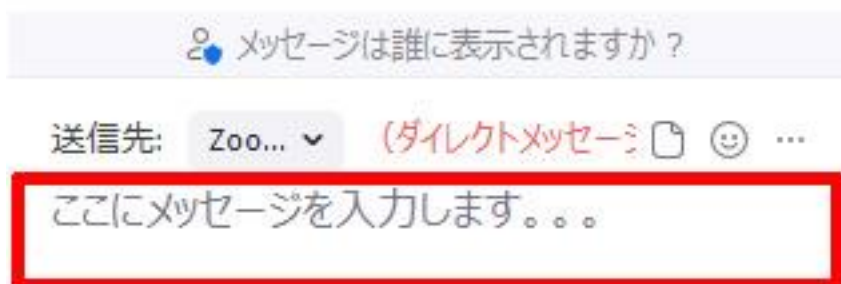 メッセージは誰に表示されますか？
送信先: Zoo... (ダイレクトメッセージ ...
ここにメッセージを入力します。。。